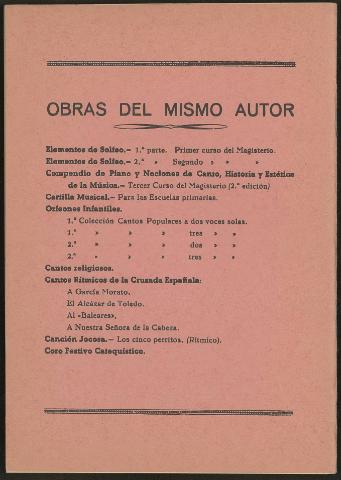 OBRAS DEL MISMO AUTOR
Elementos de Solfeo.— 1.ª parte. Primer curso del Magisterio.
Elementos de Solfeo.— 2.ª » Segundo » » »
Compendio de Piano y Nociones de Canto, Historia y Estética
de la Música.— Tercer Curso del Magisterio (2.ª edición)
Cartilla Musical.— Para las Escuelas primarias.
Orfeones Infantiles.
1.ª Colección Cantos Populares a dos voces solas.
1.ª » » » tres » »
2.ª » » » dos » »
2.ª » » » tres » »
Cantos religiosos.
Cantos Rítmicos de la Cruzada Española:
A García Morato.
El Alcázar de Toledo.
Al «Baleares».
A Nuestra Señora de la Cabeza.
Canción Jocosa.— Los cinco perritos. (Rítmico).
Coro Festivo Catequístico.